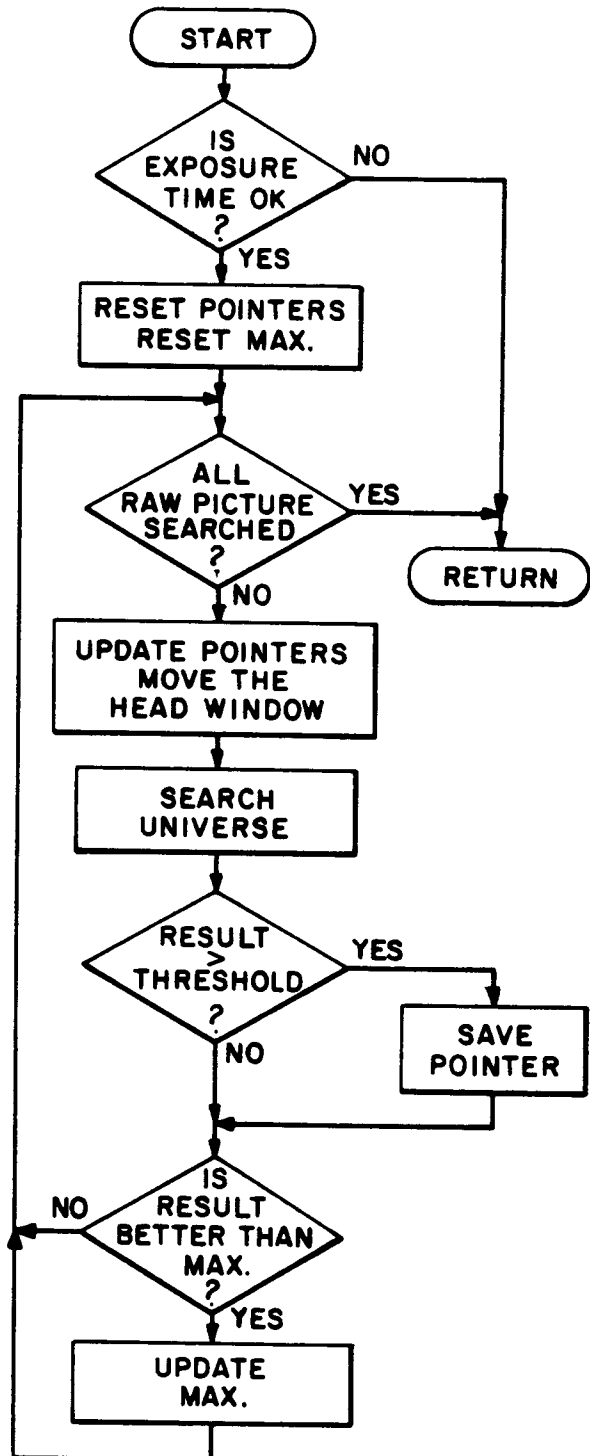 START
IS
EXPOSURE
TIME OK
?
NO
YES
RESET POINTERS
RESET MAX.
ALL
RAW PICTURE
SEARCHED
?
YES
NO
RETURN
UPDATE POINTERS
MOVE THE
HEAD WINDOW
SEARCH
UNIVERSE
RESULT
>
THRESHOLD
?
YES
NO
SAVE
POINTER
IS
RESULT
BETTER THAN
MAX.
?
NO
YES
UPDATE
MAX.